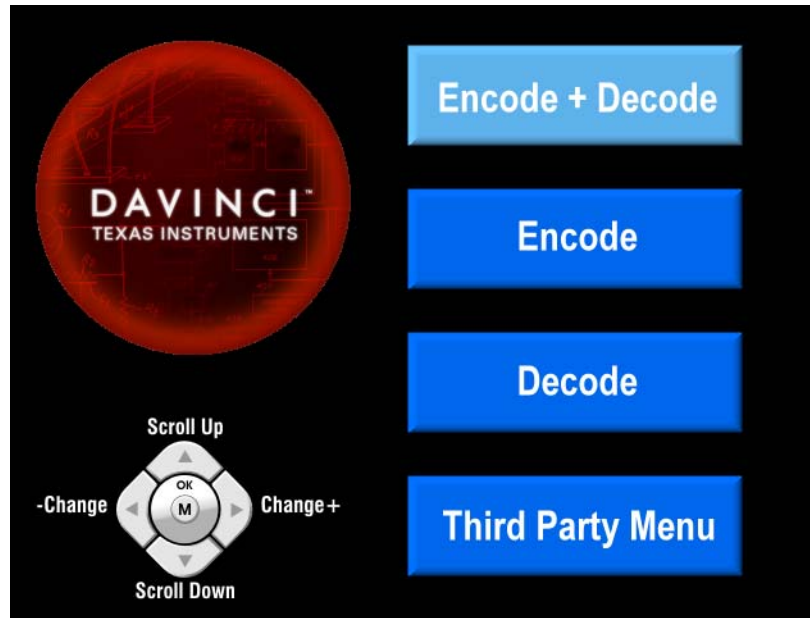 DAVINCI™
TEXAS INSTRUMENTS
Encode + Decode
Encode
Decode
Third Party Menu
Scroll Up
-Change
OK
M
Change+
Scroll Down